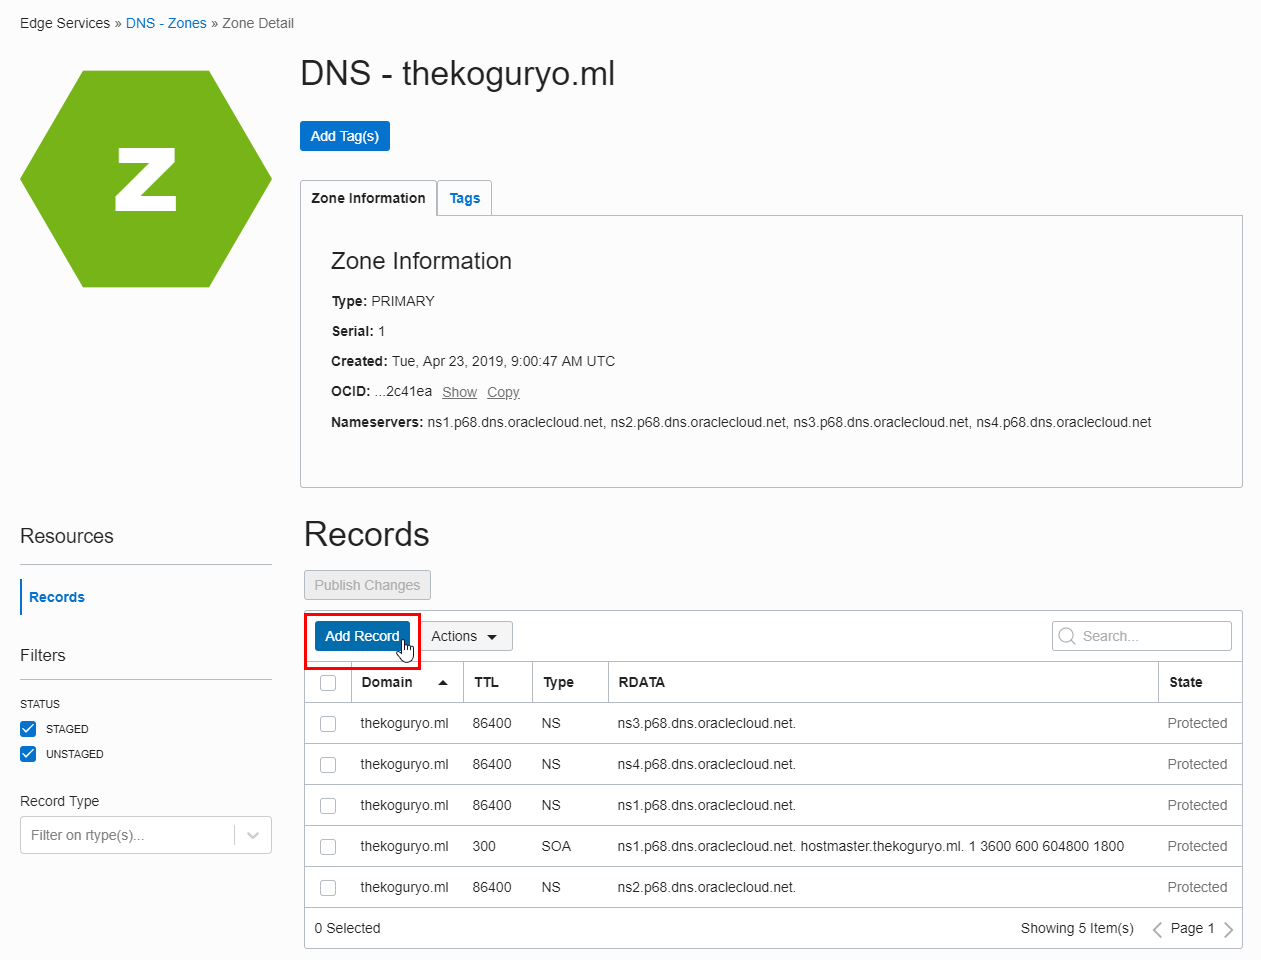 Edge Services » DNS - Zones » Zone Detail
z
DNS - thekoguryo.ml
Add Tag(s)
Zone Information
Tags
Zone Information
Type: PRIMARY
Serial: 1
Created: Tue, Apr 23, 2019, 9:00:47 AM UTC
OCID: ...2c41ea Show Copy
Nameservers: ns1.p68.dns.oraclecloud.net, ns2.p68.dns.oraclecloud.net, ns3.p68.dns.oraclecloud.net, ns4.p68.dns.oraclecloud.net
Resources
Records
Filters
STATUS
STAGED
UNSTAGED
Record Type
Filter on rtype(s)...
Records
Publish Changes
Add Record Actions Search...
Domain TTL Type RDATA State
thekoguryo.ml 86400 NS ns3.p68.dns.oraclecloud.net. Protected
thekoguryo.ml 86400 NS ns4.p68.dns.oraclecloud.net. Protected
thekoguryo.ml 86400 NS ns1.p68.dns.oraclecloud.net. Protected
thekoguryo.ml 300 SOA ns1.p68.dns.oraclecloud.net. hostmaster.thekoguryo.ml. 1 3600 600 604800 1800 Protected
thekoguryo.ml 86400 NS ns2.p68.dns.oraclecloud.net. Protected
0 Selected Showing 5 Item(s) Page 1